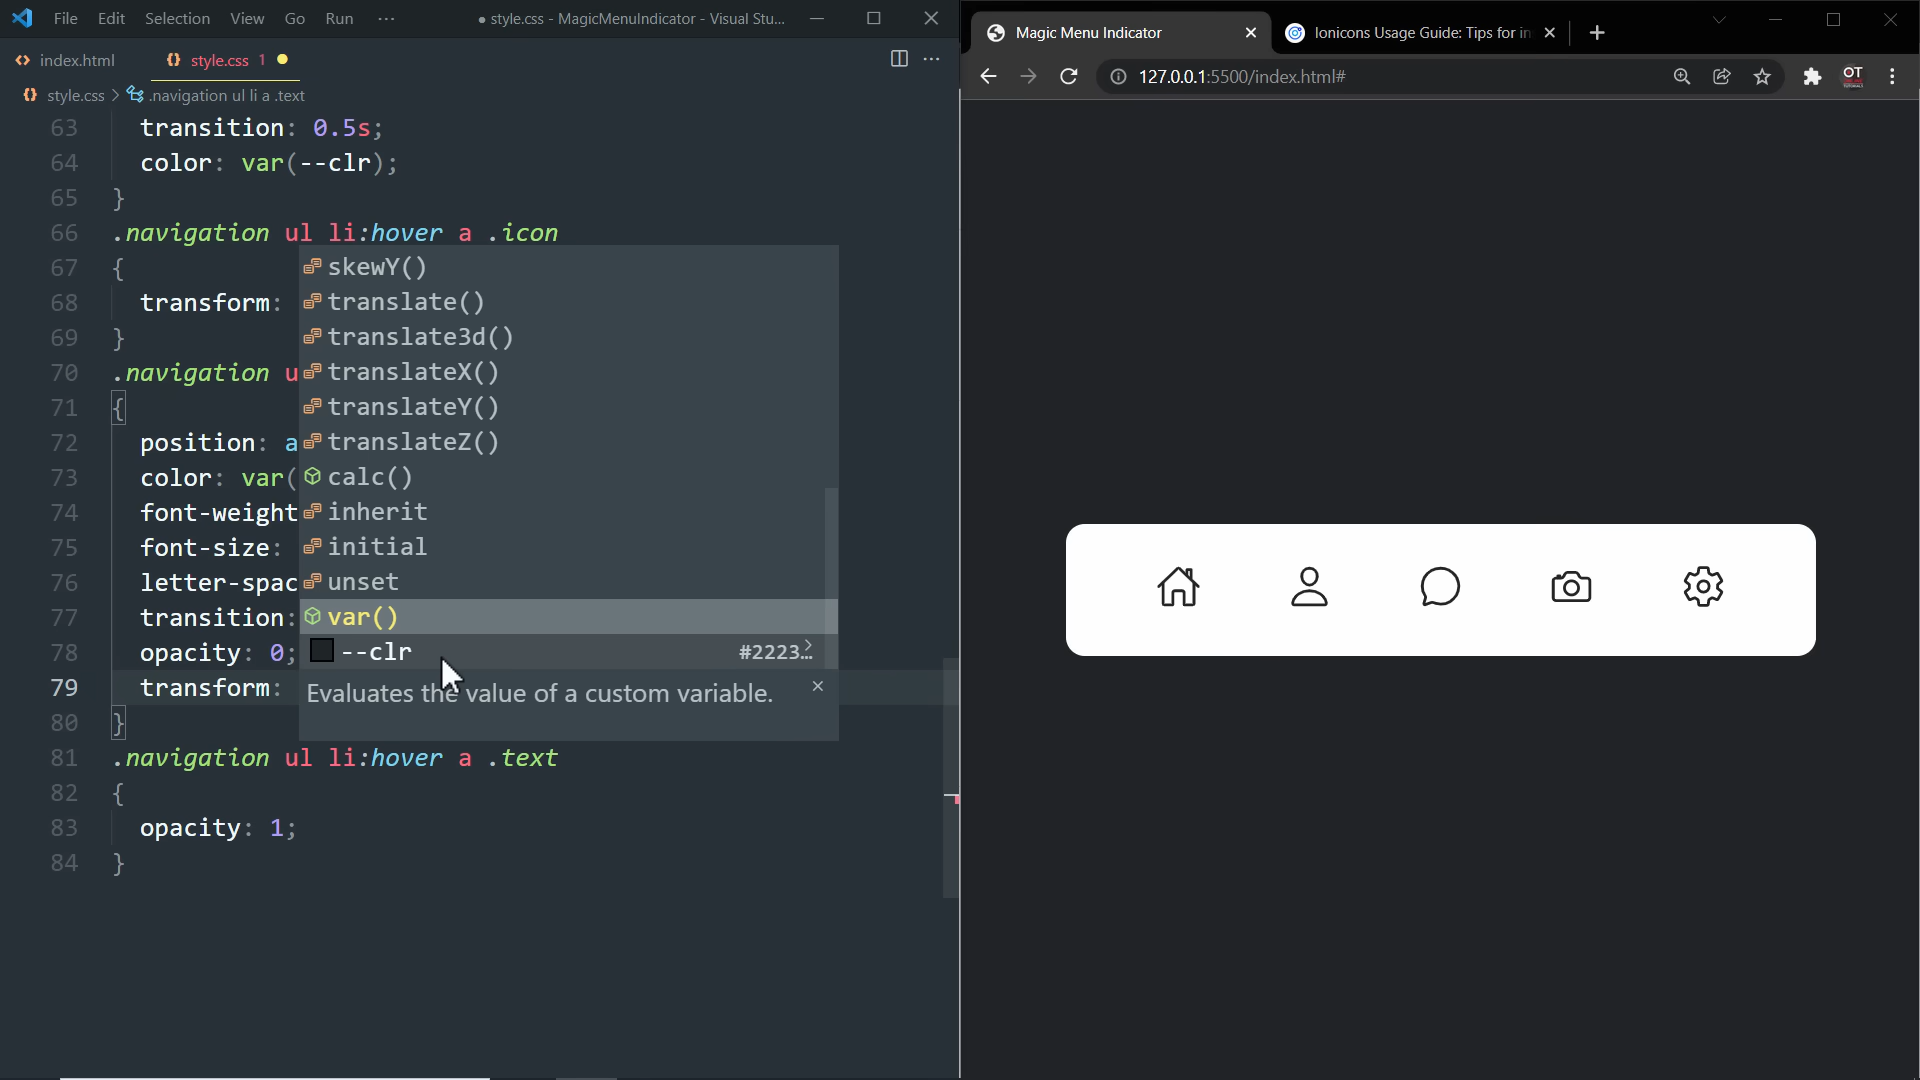 File Edit Selection View Go Run ···
● style.css - MagicMenuIndicator - Visual Stu...
index.html
style.css 1
style.css > .navigation ul li a .text
63 transition: 0.5s;
64 color: var(--clr);
65 }
66 .navigation ul li:hover a .icon
67 {
68 transform:
69 }
70 .navigation u
71 {
72 position: a
73 color: var(
74 font-weight
75 font-size:
76 letter-spac
77 transition:
78 opacity: 0;
79 transform:
80 }
81 .navigation ul li:hover a .text
82 {
83 opacity: 1;
84 }
skewY()
translate()
translate3d()
translateX()
translateY()
translateZ()
calc()
inherit
initial
unset
var()
--clr #2223...
Evaluates the value of a custom variable.
Magic Menu Indicator
Ionicons Usage Guide: Tips for in
127.0.0.1:5500/index.html#
OT